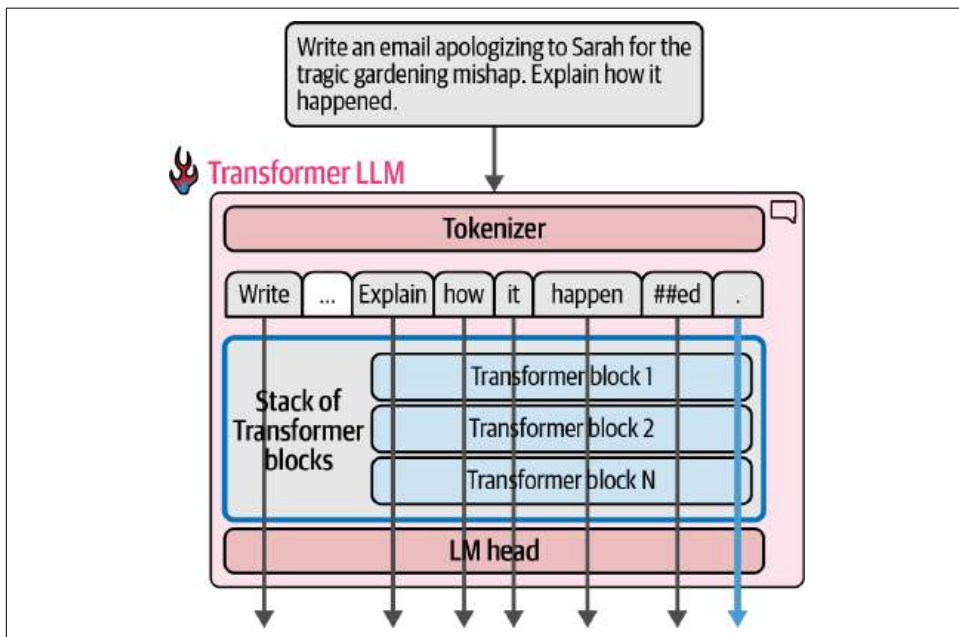 Write an email apologizing to Sarah for the
tragic gardening mishap. Explain how it
happened.
Transformer LLM
Tokenizer
Write ... Explain how it happen ##ed .
Stack of
Transformer
blocks
Transformer block 1
Transformer block 2
Transformer block N
LM head